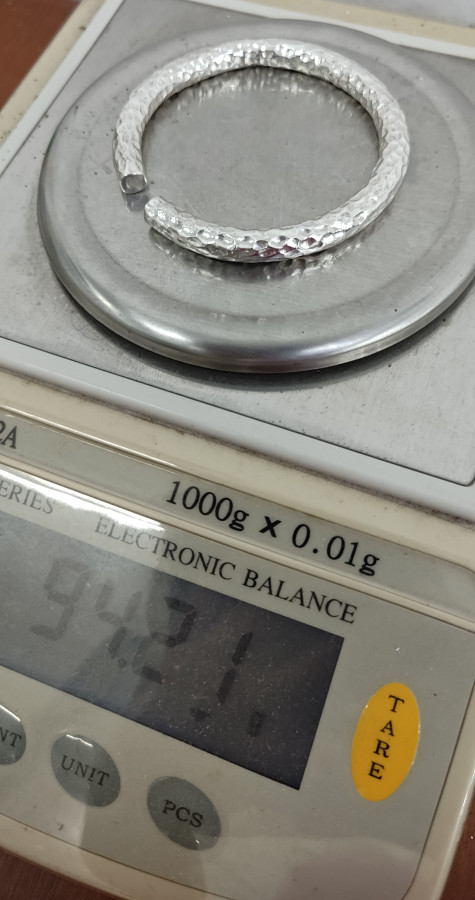 2A
1000g x 0.01g
ERIES
ELECTRONIC BALANCE
94.21
NT
UNIT
PCS
TARE